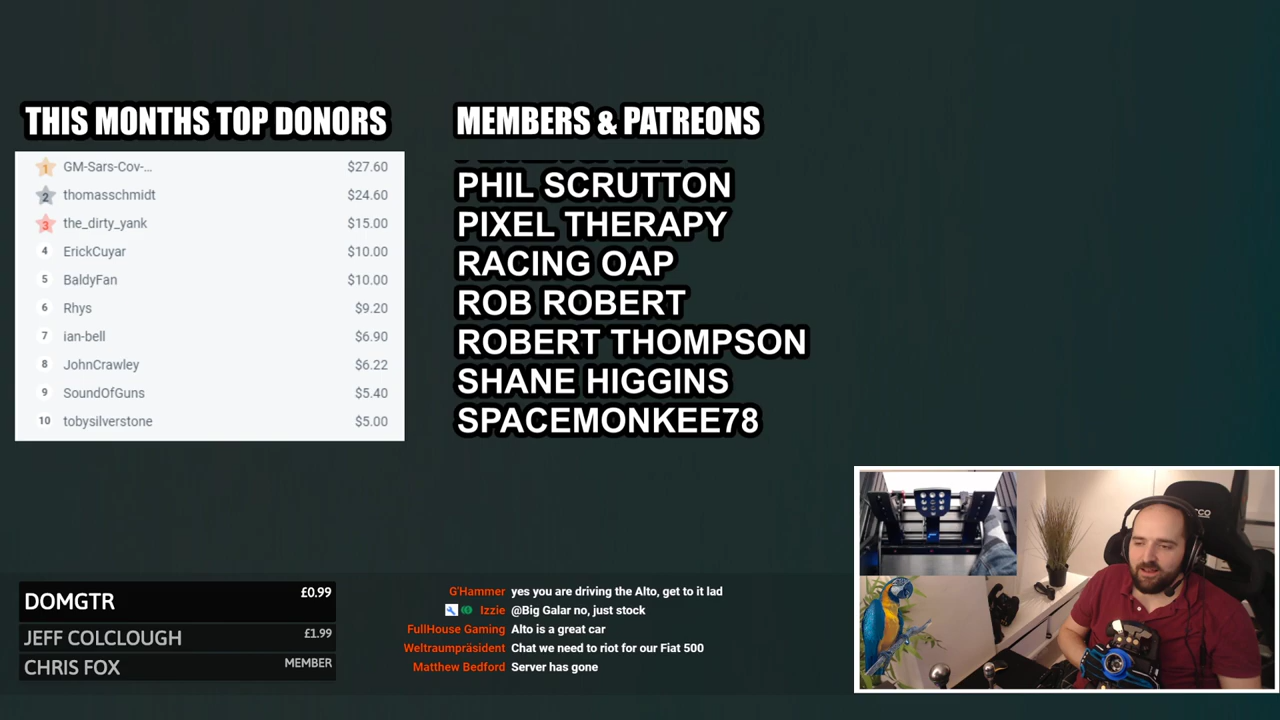 THIS MONTHS TOP DONORS
1 GM-Sars-Cov-... $27.60
2 thomasschmidt $24.60
3 the_dirty_yank $15.00
4 ErickCuyar $10.00
5 BaldyFan $10.00
6 Rhys $9.20
7 ian-bell $6.90
8 JohnCrawley $6.22
9 SoundOfGuns $5.40
10 tobysilverstone $5.00
MEMBERS & PATREONS
PHIL SCRUTTON
PIXEL THERAPY
RACING OAP
ROB ROBERT
ROBERT THOMPSON
SHANE HIGGINS
SPACEMONKEE78
DOMGTR £0.99
JEFF COLCLOUGH £1.99
CHRIS FOX MEMBER
G'Hammer yes you are driving the Alto, get to it lad
Izzie @Big Galar no, just stock
FullHouse Gaming Alto is a great car
Weltraumpräsident Chat we need to riot for our Fiat 500
Matthew Bedford Server has gone